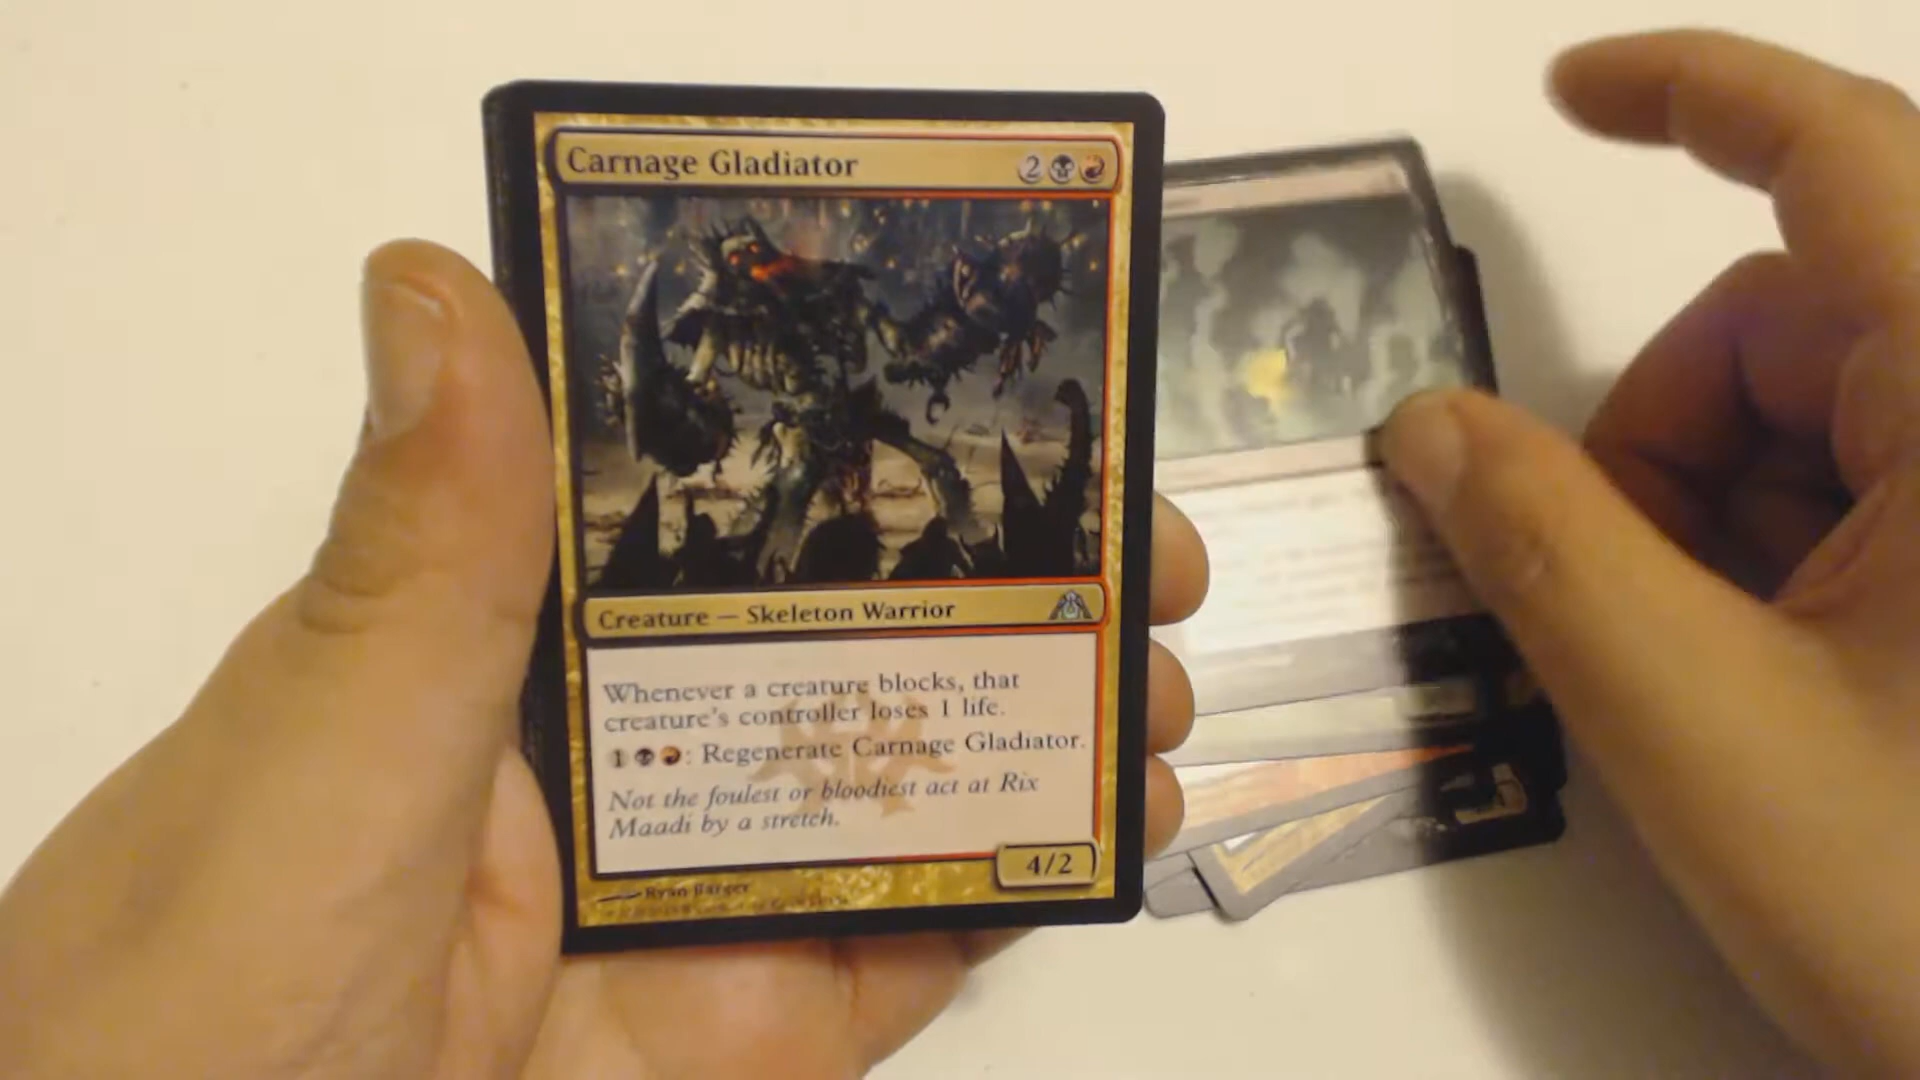 Carnage Gladiator 2
Creature — Skeleton Warrior
Whenever a creature blocks, that
creature's controller loses 1 life.
1 : Regenerate Carnage Gladiator.
Not the foulest or bloodiest act at Rix
Maadi by a stretch.
4/2
Ryan Barger